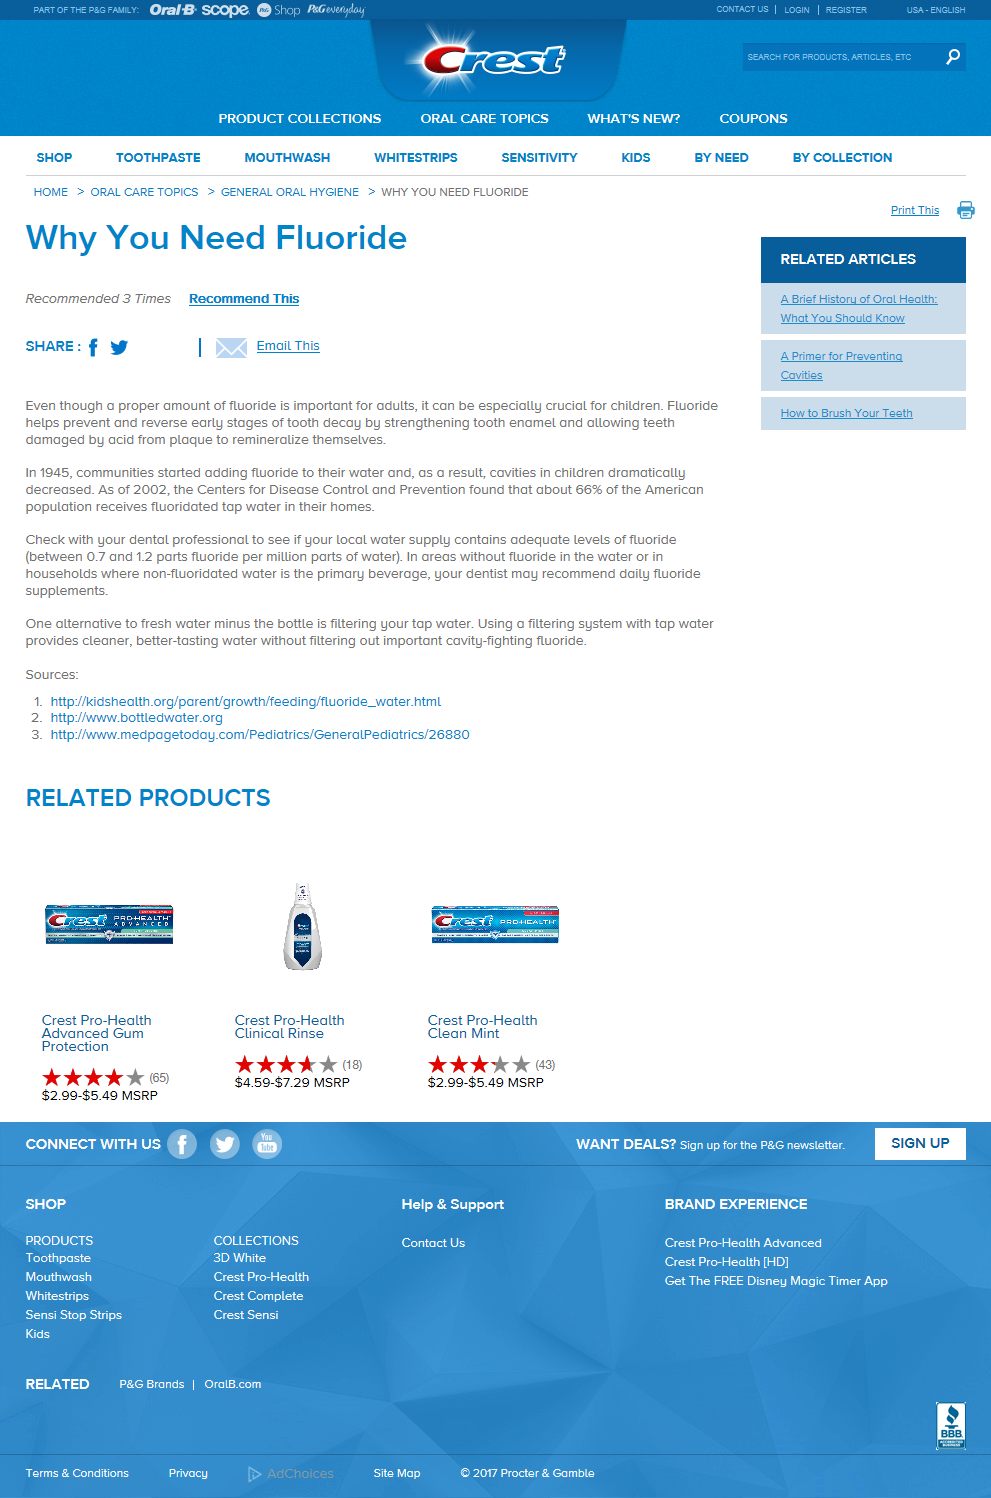 PART OF THE P&G FAMILY: Oral-B scope. P&G Shop P&G everyday
CONTACT US | LOGIN | REGISTER USA - ENGLISH
Crest
SEARCH FOR PRODUCTS, ARTICLES, ETC
PRODUCT COLLECTIONS ORAL CARE TOPICS WHAT'S NEW? COUPONS
SHOP TOOTHPASTE MOUTHWASH WHITESTRIPS SENSITIVITY KIDS BY NEED BY COLLECTION
HOME > ORAL CARE TOPICS > GENERAL ORAL HYGIENE > WHY YOU NEED FLUORIDE
Print This
Why You Need Fluoride
Recommended 3 Times Recommend This
SHARE : | Email This
RELATED ARTICLES
A Brief History of Oral Health:
What You Should Know
A Primer for Preventing
Cavities
How to Brush Your Teeth
Even though a proper amount of fluoride is important for adults, it can be especially crucial for children. Fluoride
helps prevent and reverse early stages of tooth decay by strengthening tooth enamel and allowing teeth
damaged by acid from plaque to remineralize themselves.
In 1945, communities started adding fluoride to their water and, as a result, cavities in children dramatically
decreased. As of 2002, the Centers for Disease Control and Prevention found that about 66% of the American
population receives fluoridated tap water in their homes.
Check with your dental professional to see if your local water supply contains adequate levels of fluoride
(between 0.7 and 1.2 parts fluoride per million parts of water). In areas without fluoride in the water or in
households where non-fluoridated water is the primary beverage, your dentist may recommend daily fluoride
supplements.
One alternative to fresh water minus the bottle is filtering your tap water. Using a filtering system with tap water
provides cleaner, better-tasting water without filtering out important cavity-fighting fluoride.
Sources:
1. http://kidshealth.org/parent/growth/feeding/fluoride_water.html
2. http://www.bottledwater.org
3. http://www.medpagetoday.com/Pediatrics/GeneralPediatrics/26880
RELATED PRODUCTS
Crest PRO-HEALTH
ADVANCED
Crest PRO-HEALTH
Crest Pro-Health
Advanced Gum
Protection
(65)
$2.99-$5.49 MSRP
Crest Pro-Health
Clinical Rinse
(18)
$4.59-$7.29 MSRP
Crest Pro-Health
Clean Mint
(43)
$2.99-$5.49 MSRP
CONNECT WITH US You Tube
WANT DEALS? Sign up for the P&G newsletter. SIGN UP
SHOP
PRODUCTS
Toothpaste
Mouthwash
Whitestrips
Sensi Stop Strips
Kids
COLLECTIONS
3D White
Crest Pro-Health
Crest Complete
Crest Sensi
Help & Support
Contact Us
BRAND EXPERIENCE
Crest Pro-Health Advanced
Crest Pro-Health [HD]
Get The FREE Disney Magic Timer App
RELATED P&G Brands | OralB.com
BBB.
ACCREDITED
BUSINESS
Terms & Conditions Privacy AdChoices Site Map © 2017 Procter & Gamble